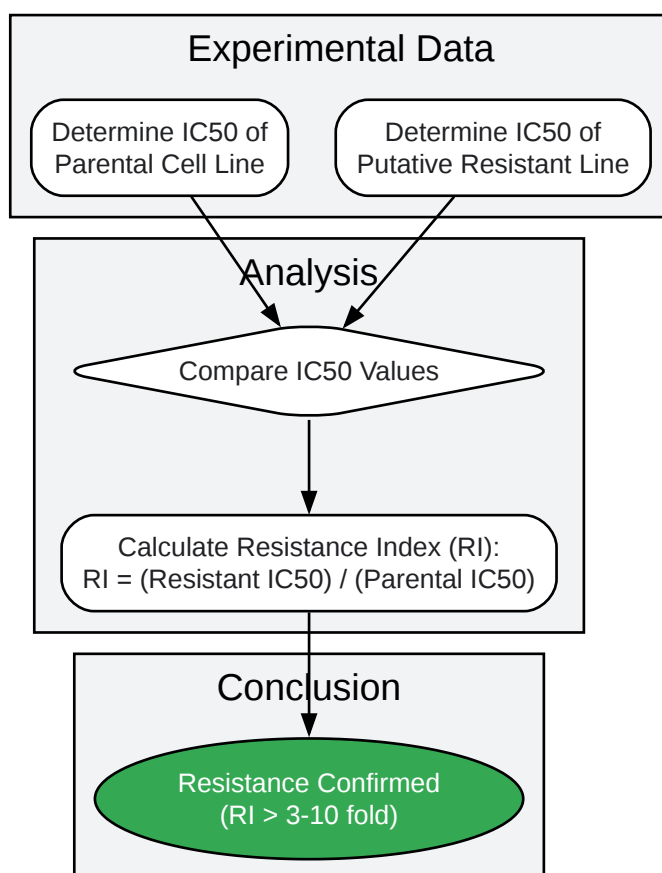 Experimental Data
Determine IC50 of
Parental Cell Line
Determine IC50 of
Putative Resistant Line
Analysis
Compare IC50 Values
Calculate Resistance Index (RI):
RI = (Resistant IC50) / (Parental IC50)
Conclusion
Resistance Confirmed
(RI > 3-10 fold)